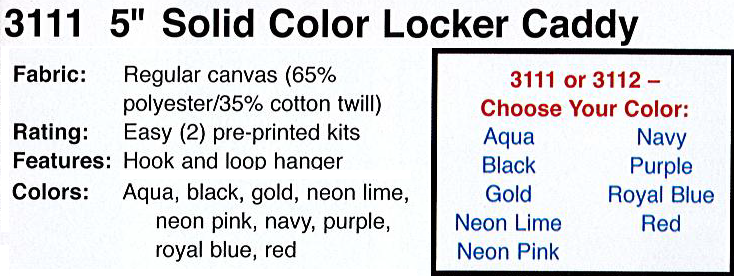 3111 5" Solid Color Locker Caddy
Fabric: Regular canvas (65%
polyester/35% cotton twill)
Rating: Easy (2) pre-printed kits
Features: Hook and loop hanger
Colors: Aqua, black, gold, neon lime,
neon pink, navy, purple,
royal blue, red
3111 or 3112 –
Choose Your Color:
Aqua Navy
Black Purple
Gold Royal Blue
Neon Lime Red
Neon Pink